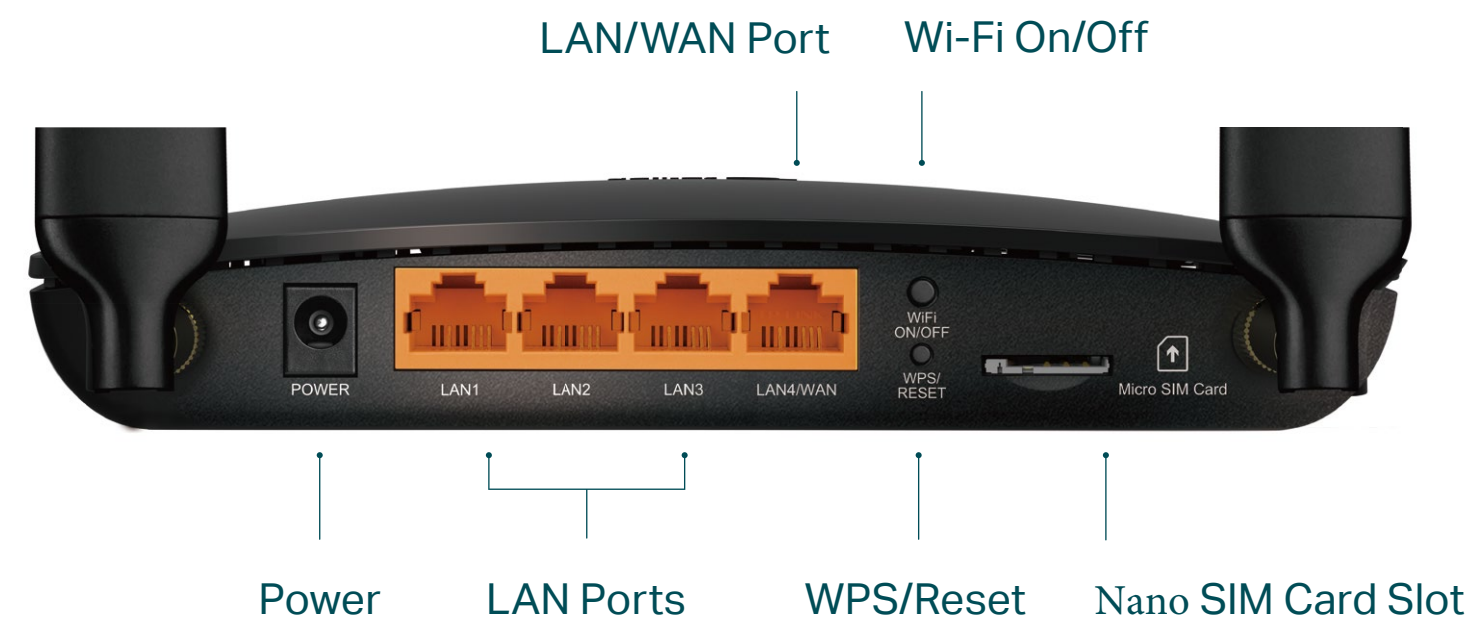 LAN/WAN Port
Wi-Fi On/Off
POWER
LAN1
LAN2
LAN3
LAN4/WAN
WiFi
ON/OFF
WPS/
RESET
Micro SIM Card
Power
LAN Ports
WPS/Reset
Nano SIM Card Slot